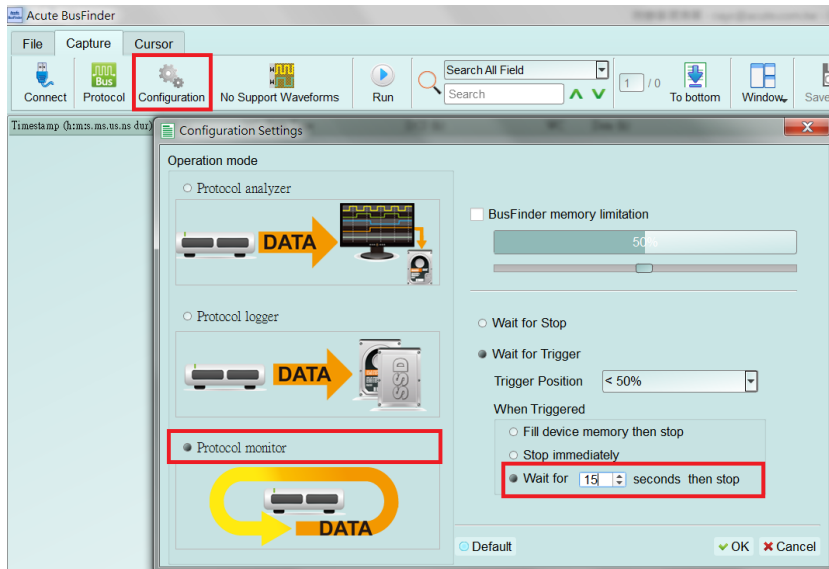 Acute BusFinder
File Capture Cursor
Connect Protocol Configuration No Support Waveforms Run
Bus
Search All Field
Search
1 / 0
To bottom Window Save
Timestamp (h:m:s.ms.us.ns dur)
Configuration Settings
Operation mode
Protocol analyzer
DATA
Protocol logger
DATA
SSD
Protocol monitor
DATA
BusFinder memory limitation
50%
Wait for Stop
Wait for Trigger
Trigger Position < 50%
When Triggered
Fill device memory then stop
Stop immediately
Wait for 15 seconds then stop
Default OK Cancel